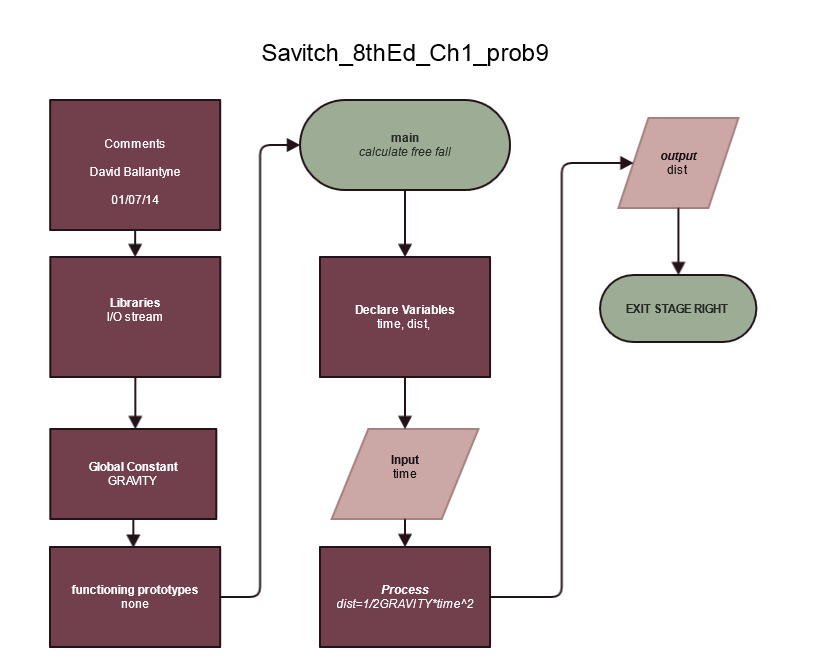 Savitch_8thEd_Ch1_prob9
Comments
David Ballantyne
01/07/14
Libraries
I/O stream
Global Constant
GRAVITY
functioning prototypes
none
main
calculate free fall
Declare Variables
time, dist,
Input
time
Process
dist=1/2GRAVITY*time^2
output
dist
EXIT STAGE RIGHT